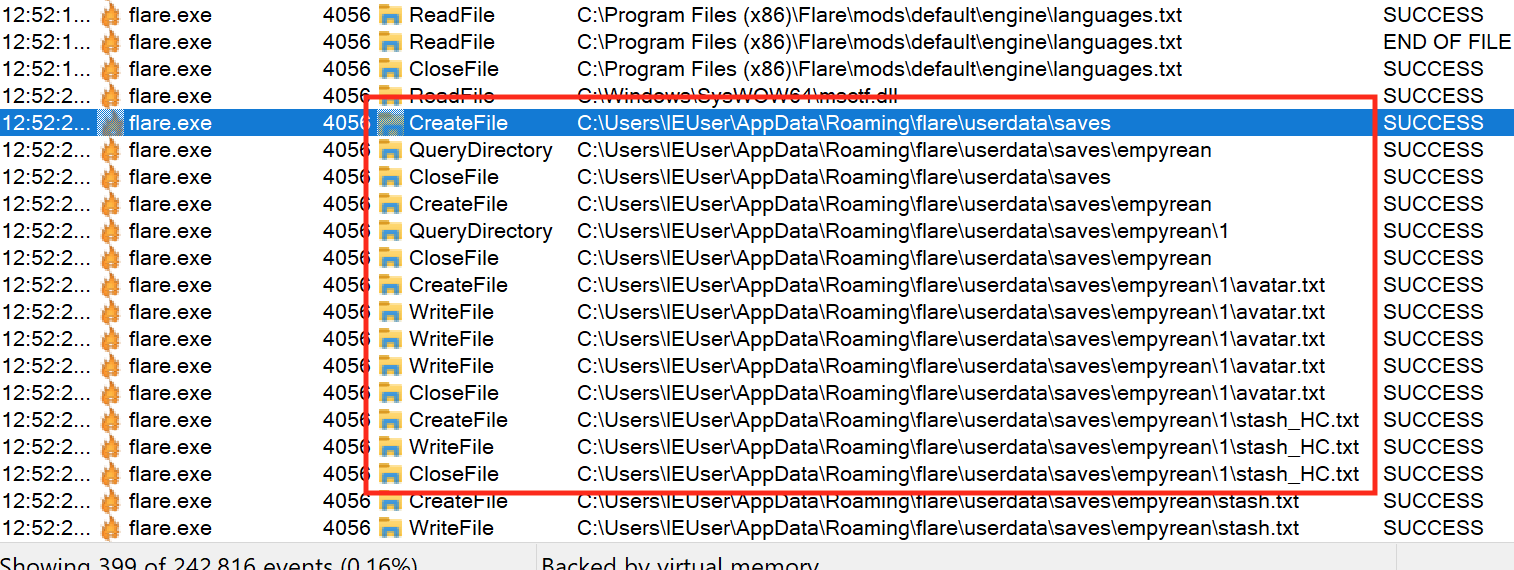 12:52:1... flare.exe 4056 ReadFile C:\Program Files (x86)\Flare\mods\default\engine\languages.txt SUCCESS
12:52:1... flare.exe 4056 ReadFile C:\Program Files (x86)\Flare\mods\default\engine\languages.txt END OF FILE
12:52:1... flare.exe 4056 CloseFile C:\Program Files (x86)\Flare\mods\default\engine\languages.txt SUCCESS
12:52:2... flare.exe 4056 ReadFile C:\Windows\SysWOW64\msctf.dll SUCCESS
12:52:2... flare.exe 4056 CreateFile C:\Users\IEUser\AppData\Roaming\flare\userdata\saves SUCCESS
12:52:2... flare.exe 4056 QueryDirectory C:\Users\IEUser\AppData\Roaming\flare\userdata\saves\empyrean SUCCESS
12:52:2... flare.exe 4056 CloseFile C:\Users\IEUser\AppData\Roaming\flare\userdata\saves SUCCESS
12:52:2... flare.exe 4056 CreateFile C:\Users\IEUser\AppData\Roaming\flare\userdata\saves\empyrean SUCCESS
12:52:2... flare.exe 4056 QueryDirectory C:\Users\IEUser\AppData\Roaming\flare\userdata\saves\empyrean\1 SUCCESS
12:52:2... flare.exe 4056 CloseFile C:\Users\IEUser\AppData\Roaming\flare\userdata\saves\empyrean SUCCESS
12:52:2... flare.exe 4056 CreateFile C:\Users\IEUser\AppData\Roaming\flare\userdata\saves\empyrean\1\avatar.txt SUCCESS
12:52:2... flare.exe 4056 WriteFile C:\Users\IEUser\AppData\Roaming\flare\userdata\saves\empyrean\1\avatar.txt SUCCESS
12:52:2... flare.exe 4056 WriteFile C:\Users\IEUser\AppData\Roaming\flare\userdata\saves\empyrean\1\avatar.txt SUCCESS
12:52:2... flare.exe 4056 WriteFile C:\Users\IEUser\AppData\Roaming\flare\userdata\saves\empyrean\1\avatar.txt SUCCESS
12:52:2... flare.exe 4056 CloseFile C:\Users\IEUser\AppData\Roaming\flare\userdata\saves\empyrean\1\avatar.txt SUCCESS
12:52:2... flare.exe 4056 CreateFile C:\Users\IEUser\AppData\Roaming\flare\userdata\saves\empyrean\1\stash_HC.txt SUCCESS
12:52:2... flare.exe 4056 WriteFile C:\Users\IEUser\AppData\Roaming\flare\userdata\saves\empyrean\1\stash_HC.txt SUCCESS
12:52:2... flare.exe 4056 CloseFile C:\Users\IEUser\AppData\Roaming\flare\userdata\saves\empyrean\1\stash_HC.txt SUCCESS
12:52:2... flare.exe 4056 CreateFile C:\Users\IEUser\AppData\Roaming\flare\userdata\saves\empyrean\stash.txt SUCCESS
12:52:2... flare.exe 4056 WriteFile C:\Users\IEUser\AppData\Roaming\flare\userdata\saves\empyrean\stash.txt SUCCESS
Showing 399 of 242,816 events (0.16%) Backed by virtual memory